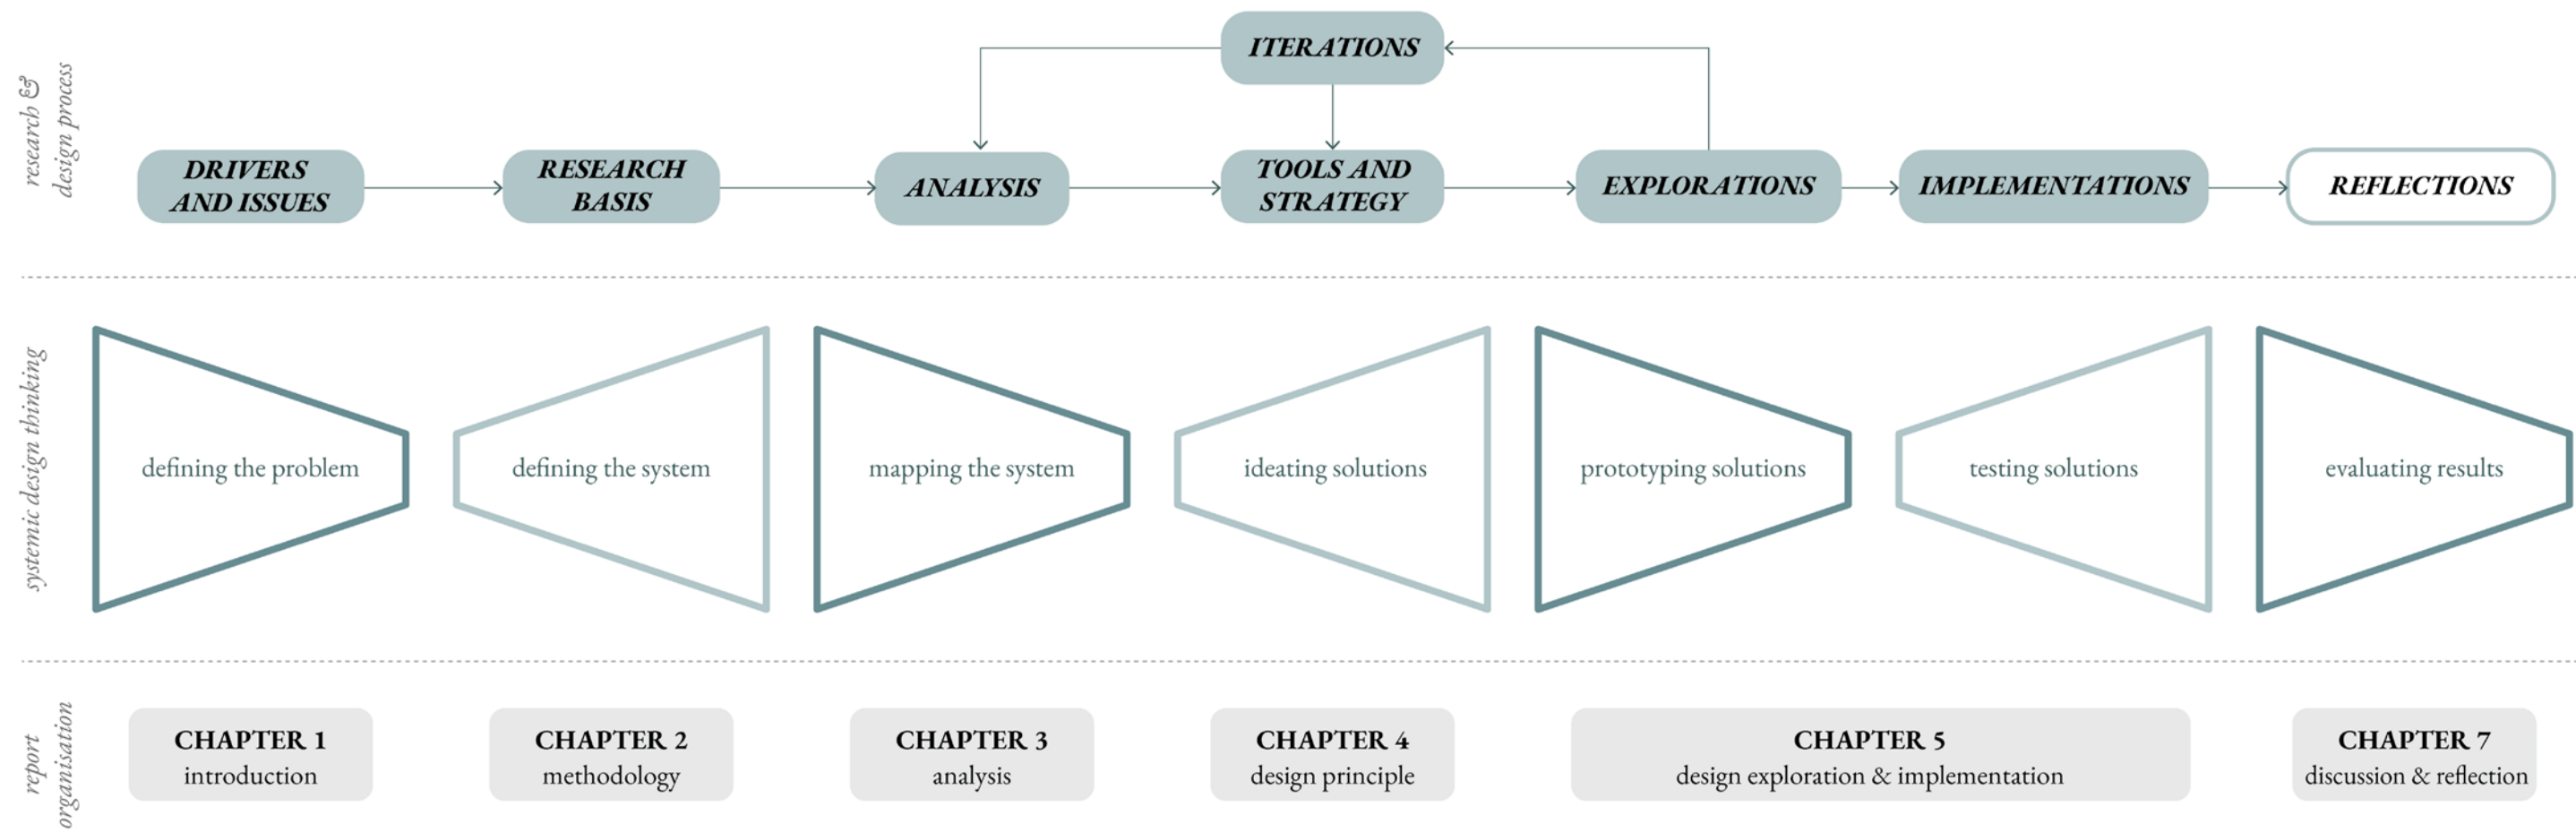 research &
design process
ITERATIONS
DRIVERS
AND ISSUES
RESEARCH
BASIS
ANALYSIS
TOOLS AND
STRATEGY
EXPLORATIONS
IMPLEMENTATIONS
REFLECTIONS
systemic design thinking
defining the problem
defining the system
mapping the system
ideating solutions
prototyping solutions
testing solutions
evaluating results
report
organisation
CHAPTER 1
introduction
CHAPTER 2
methodology
CHAPTER 3
analysis
CHAPTER 4
design principle
CHAPTER 5
design exploration & implementation
CHAPTER 7
discussion & reflection